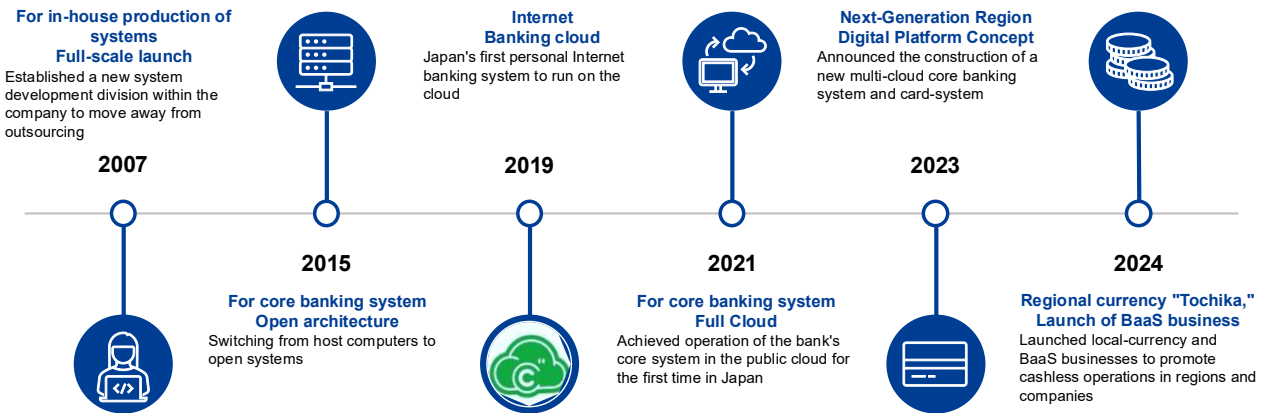 For in-house production of
systems
Full-scale launch
Established a new system
development division within the
company to move away from
outsourcing
2007
2015
For core banking system
Open architecture
Switching from host computers to
open systems
Internet
Banking cloud
Japan's first personal Internet
banking system to run on the
cloud
2019
C
2021
For core banking system
Full Cloud
Achieved operation of the bank's
core system in the public cloud for
the first time in Japan
Next-Generation Region
Digital Platform Concept
Announced the construction of a
new multi-cloud core banking
system and card-system
2023
2024
Regional currency "Tochika,"
Launch of BaaS business
Launched local-currency and
BaaS businesses to promote
cashless operations in regions and
companies